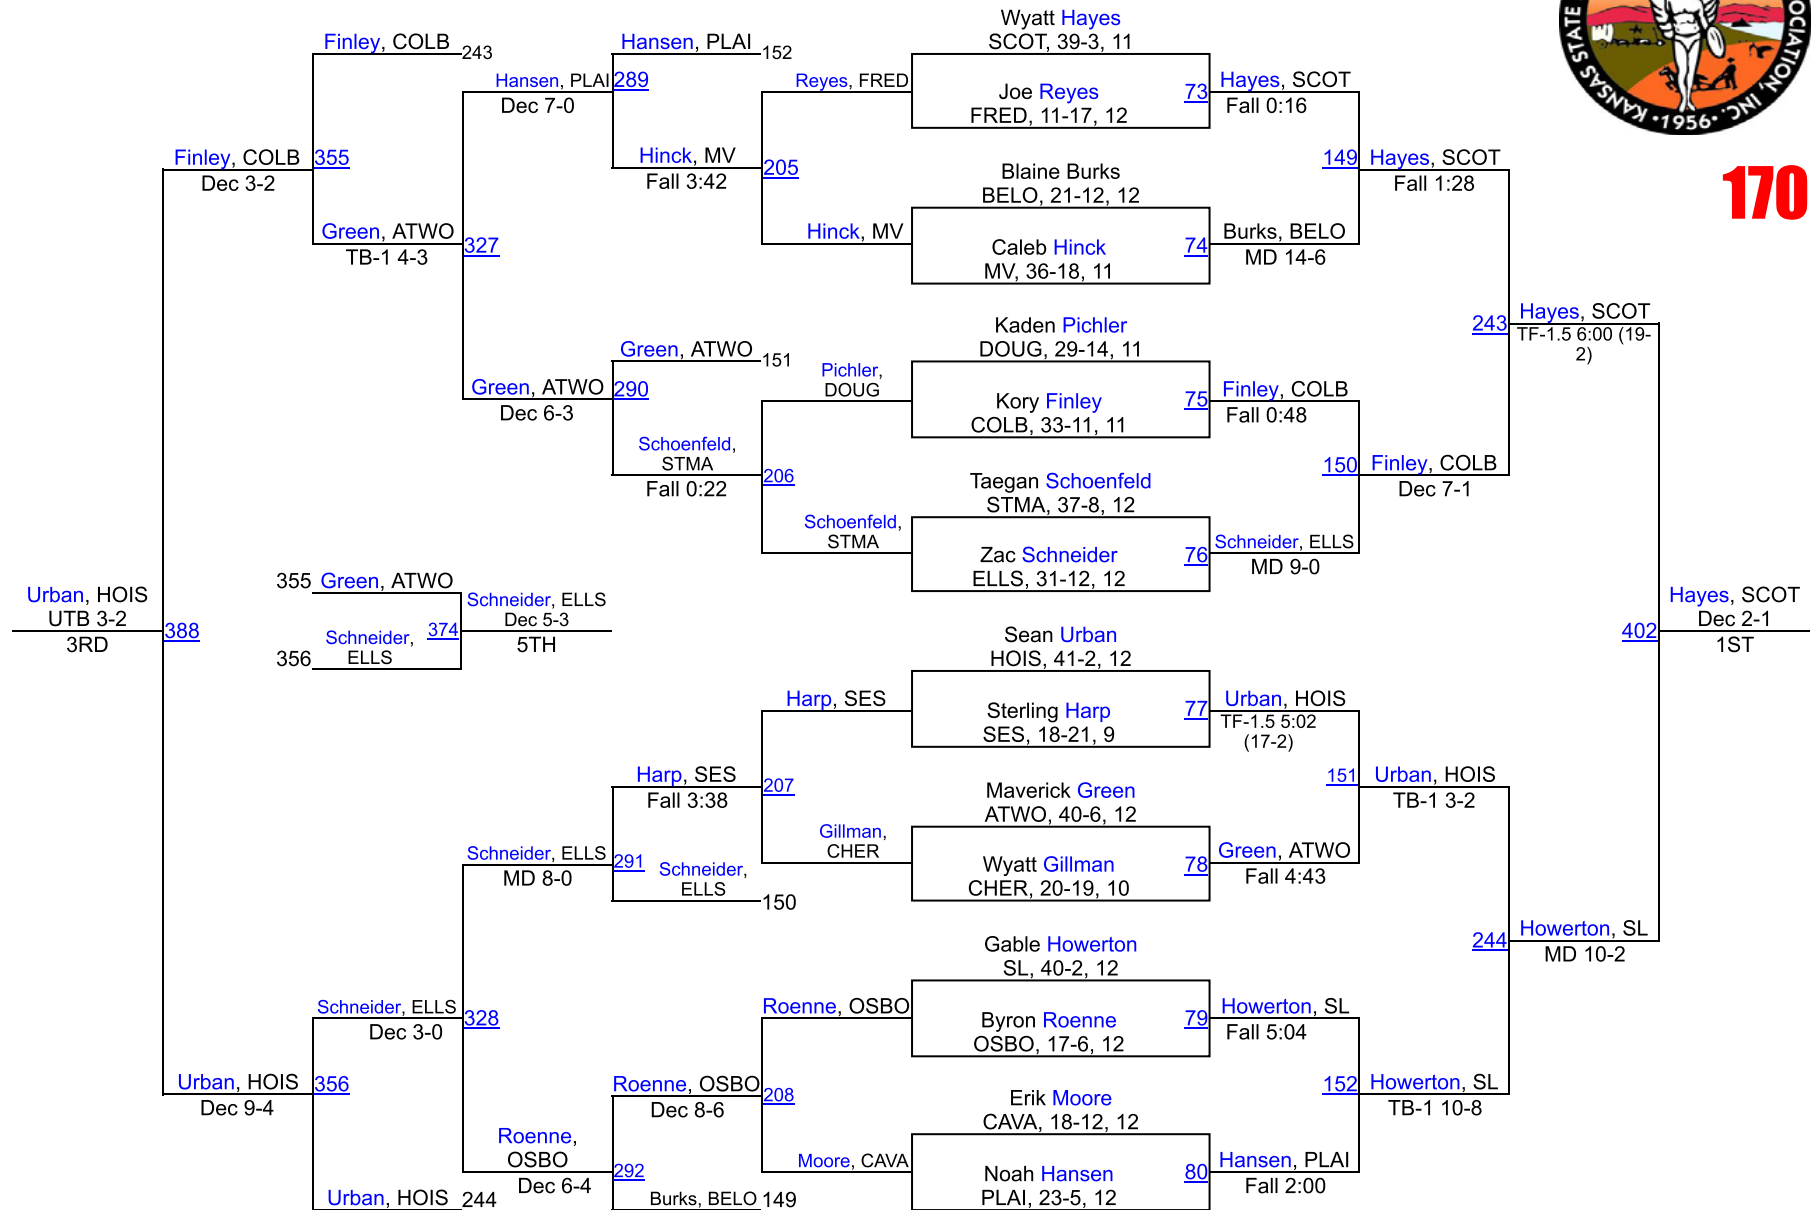 Wyatt Hayes
SCOT, 39-3, 11
Joe Reyes
FRED, 11-17, 12
Blaine Burks
BELO, 21-12, 12
Caleb Hinck
MV, 36-18, 11
Kaden Pichler
DOUG, 29-14, 11
Kory Finley
COLB, 33-11, 11
Taegan Schoenfeld
STMA, 37-8, 12
Zac Schneider
ELLS, 31-12, 12
Sean Urban
HOIS, 41-2, 12
Sterling Harp
SES, 18-21, 9
Maverick Green
ATWO, 40-6, 12
Wyatt Gillman
CHER, 20-19, 10
Gable Howerton
SL, 40-2, 12
Byron Roenne
OSBO, 17-6, 12
Erik Moore
CAVA, 18-12, 12
Noah Hansen
PLAI, 23-5, 12
73
Hayes, SCOT
Fall 0:16
74
Burks, BELO
MD 14-6
75
Finley, COLB
Fall 0:48
76
Schneider, ELLS
MD 9-0
77
Urban, HOIS
TF-1.5 5:02
(17-2)
78
Green, ATWO
Fall 4:43
79
Howerton, SL
Fall 5:04
80
Hansen, PLAI
Fall 2:00
149
Hayes, SCOT
Fall 1:28
150
Finley, COLB
Dec 7-1
151
Urban, HOIS
TB-1 3-2
152
Howerton, SL
TB-1 10-8
243
Hayes, SCOT
TF-1.5 6:00 (19-
2)
244
Howerton, SL
MD 10-2
402
Hayes, SCOT
Dec 2-1
1ST
Reyes, FRED
205
Hinck, MV
Pichler,
DOUG
206
Schoenfeld,
STMA
Harp, SES
207
Gillman,
CHER
Roenne, OSBO
208
Moore, CAVA
Hansen, PLAI
152
289
Hinck, MV
Fall 3:42
Green, ATWO
151
290
Schoenfeld,
STMA
Fall 0:22
Harp, SES
Fall 3:38
291
Schneider,
ELLS
150
Roenne, OSBO
Dec 8-6
292
Burks, BELO
149
Hansen, PLAI
Dec 7-0
327
Green, ATWO
Dec 6-3
Schneider, ELLS
MD 8-0
328
Roenne,
OSBO
Dec 6-4
Finley, COLB
243
355
Green, ATWO
TB-1 4-3
Schneider, ELLS
Dec 3-0
356
Urban, HOIS
244
Finley, COLB
Dec 3-2
388
Urban, HOIS
Dec 9-4
Urban, HOIS
UTB 3-2
3RD
355
Green, ATWO
374
356
Schneider,
ELLS
Schneider, ELLS
Dec 5-3
5TH
170
KANSAS STATE
OCIATION, INC.
•1956•